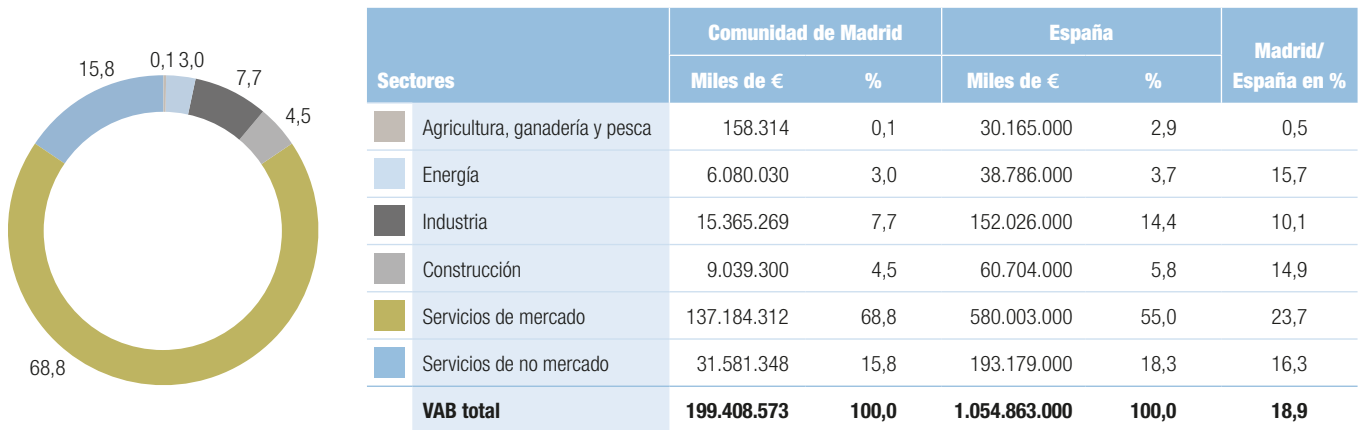 0,1 3,0
15,8
7,7
4,5
68,8
Comunidad de Madrid España Madrid/ España en %
Sectores Miles de € % Miles de € %
Agricultura, ganadería y pesca 158.314 0,1 30.165.000 2,9 0,5
Energía 6.080.030 3,0 38.786.000 3,7 15,7
Industria 15.365.269 7,7 152.026.000 14,4 10,1
Construcción 9.039.300 4,5 60.704.000 5,8 14,9
Servicios de mercado 137.184.312 68,8 580.003.000 55,0 23,7
Servicios de no mercado 31.581.348 15,8 193.179.000 18,3 16,3
VAB total 199.408.573 100,0 1.054.863.000 100,0 18,9